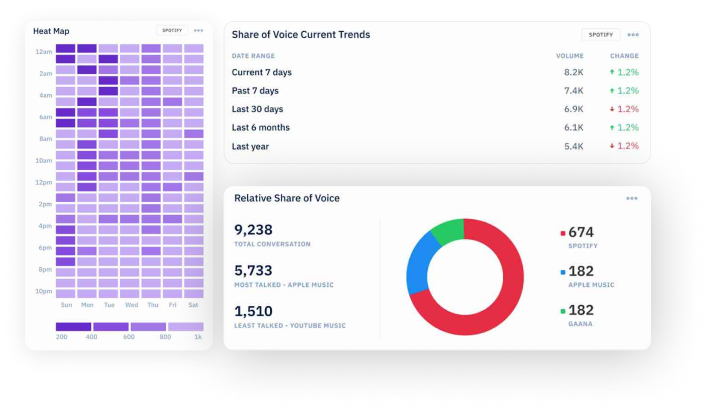 Heat Map
SPOTIFY
12am
2am
4am
6am
8am
10am
12pm
2pm
4pm
6pm
8pm
10pm
Sun Mon Tue Wed Thu Fri Sat
200 400 600 800 1k
Share of Voice Current Trends
SPOTIFY
DATE RANGE VOLUME CHANGE
Current 7 days 8.2K 1.2%
Past 7 days 7.4K 1.2%
Last 30 days 6.9K 1.2%
Last 6 months 6.1K 1.2%
Last year 5.4K 1.2%
Relative Share of Voice
9,238
TOTAL CONVERSATION
5,733
MOST TALKED - APPLE MUSIC
1,510
LEAST TALKED - YOUTUBE MUSIC
674
SPOTIFY
182
APPLE MUSIC
182
GAANA